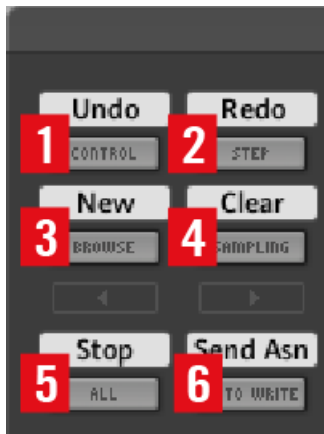 Undo Redo
1 CONTROL 2 STEP
New Clear
3 BROWSE 4 SAMPLING
Stop Send Asn
5 ALL 6 TO WRITE